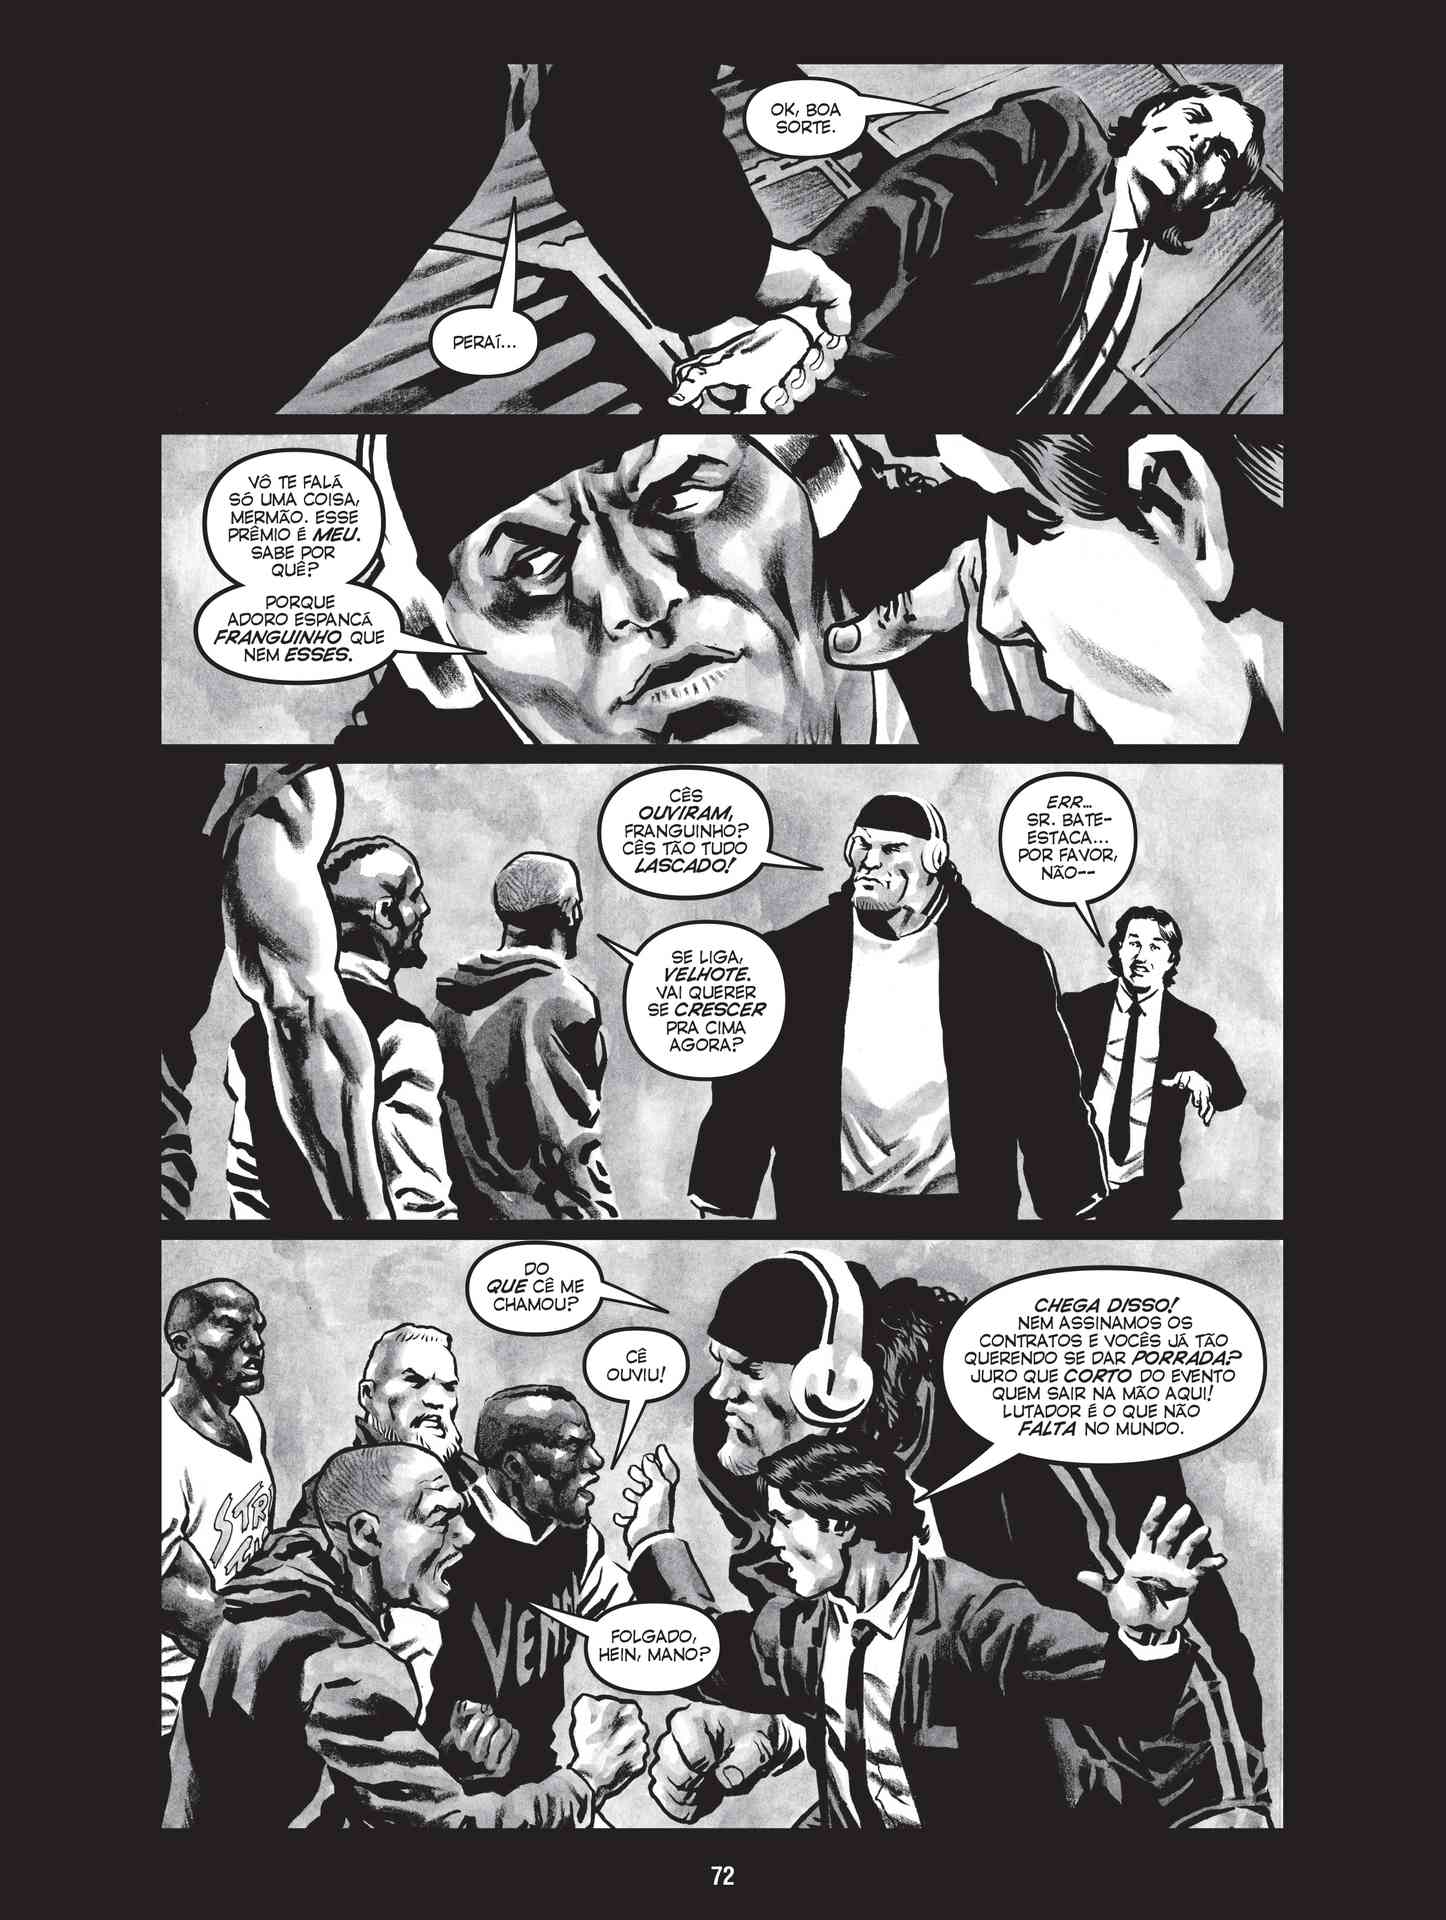 OK, BOA
SORTE.
PERAÍ...
VÔ TE FALÁ
SÓ UMA COISA,
MERMÃO. ESSE
PRÊMIO É MEU.
SABE POR
QUÊ?
PORQUE
ADORO ESPANCÁ
FRANGUINHO QUE
NEM ESSES.
CÊS
OUVIRAM,
FRANGUINHO?
CÊS TÃO TUDO
LASCADO!
ERR...
SR. BATE-
ESTACA...
POR FAVOR,
NÃO--
SE LIGA,
VELHOTE.
VAI QUERER
SE CRESCER
PRA CIMA
AGORA?
DO
QUE CÊ ME
CHAMOU?
CÊ
OUVIU!
CHEGA DISSO!
NEM ASSINAMOS OS
CONTRATOS E VOCÊS JÁ TÃO
QUERENDO SE DAR PORRADA?
JURO QUE CORTO DO EVENTO
QUEM SAIR NA MÃO AQUI!
LUTADOR É O QUE NÃO
FALTA NO MUNDO.
STR
VEN
FOLGADO,
HEIN, MANO?
72